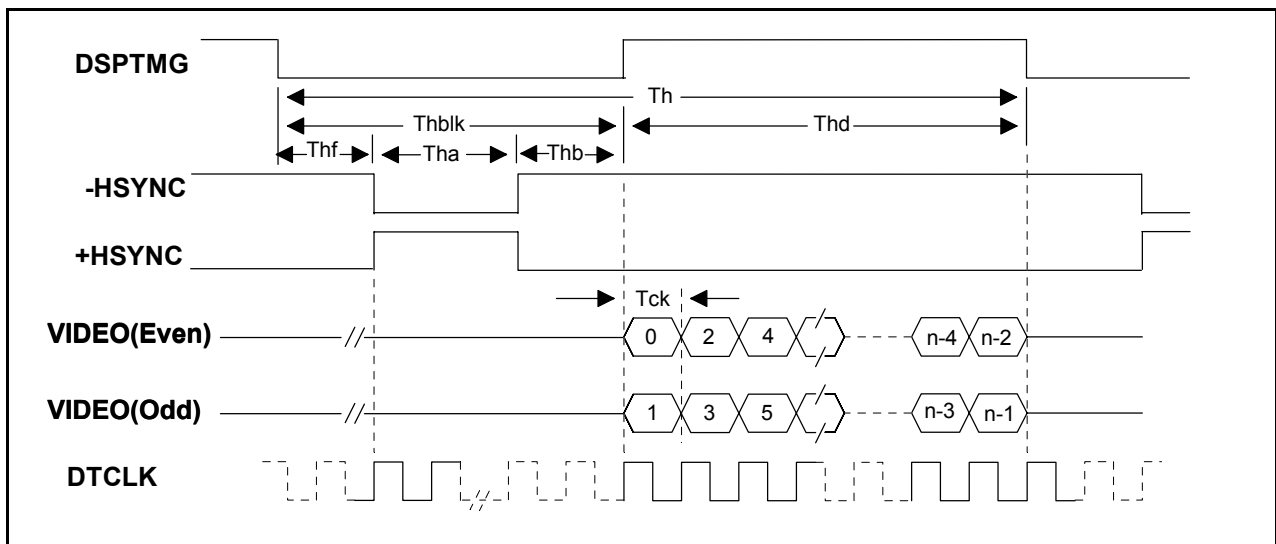 DSPTMG
Th
Thblk Thd
Thf Tha Thb
-HSYNC
+HSYNC
Tck
VIDEO(Even) // 0 2 4 n-4 n-2
VIDEO(Odd) // 1 3 5 n-3 n-1
DTCLK //